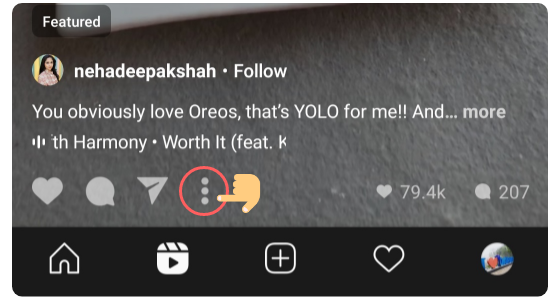 Featured
nehadeepakshah • Follow
You obviously love Oreos, that's YOLO for me!! And... more
th Harmony • Worth It (feat. K
79.4k 207